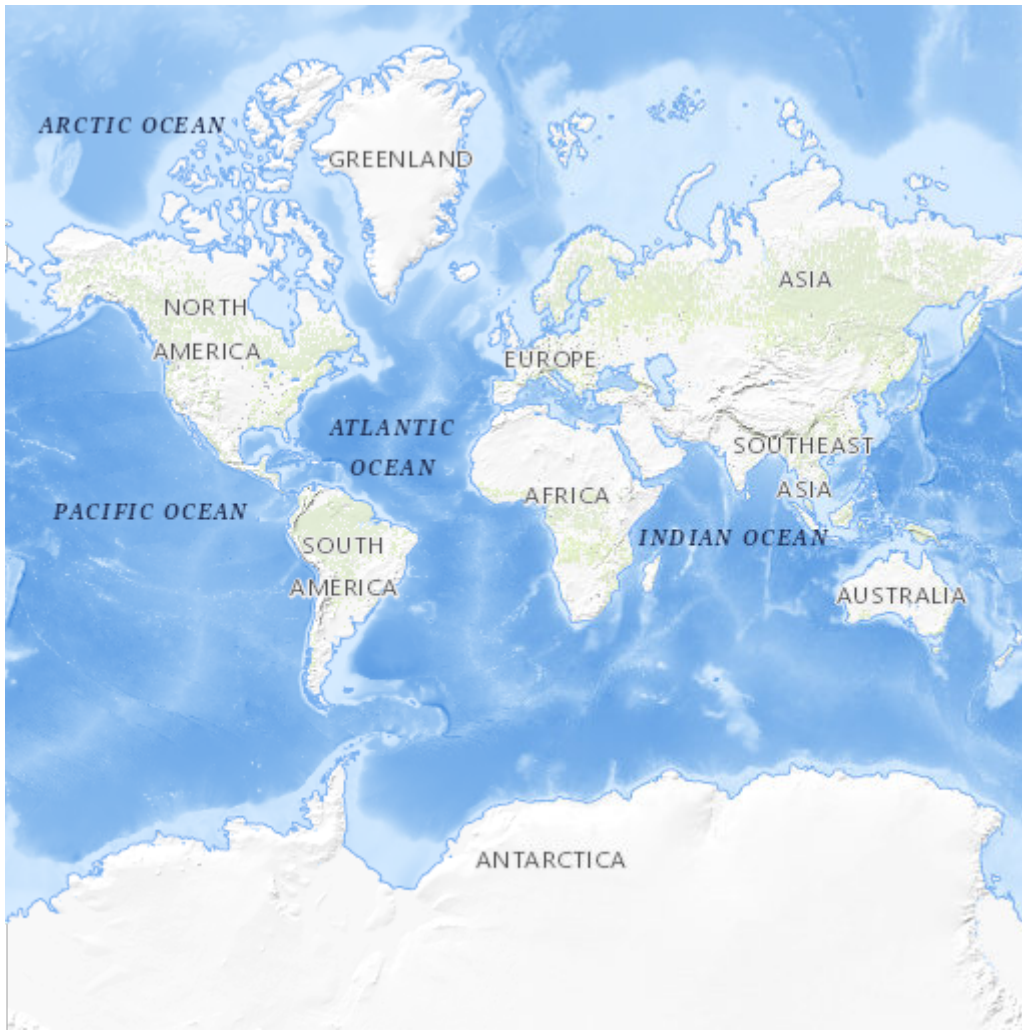 ARCTIC OCEAN
GREENLAND
ASIA
NORTH
AMERICA
EUROPE
ATLANTIC
OCEAN
SOUTHEAST
ASIA
AFRICA
PACIFIC OCEAN
INDIAN OCEAN
SOUTH
AMERICA
AUSTRALIA
ANTARCTICA